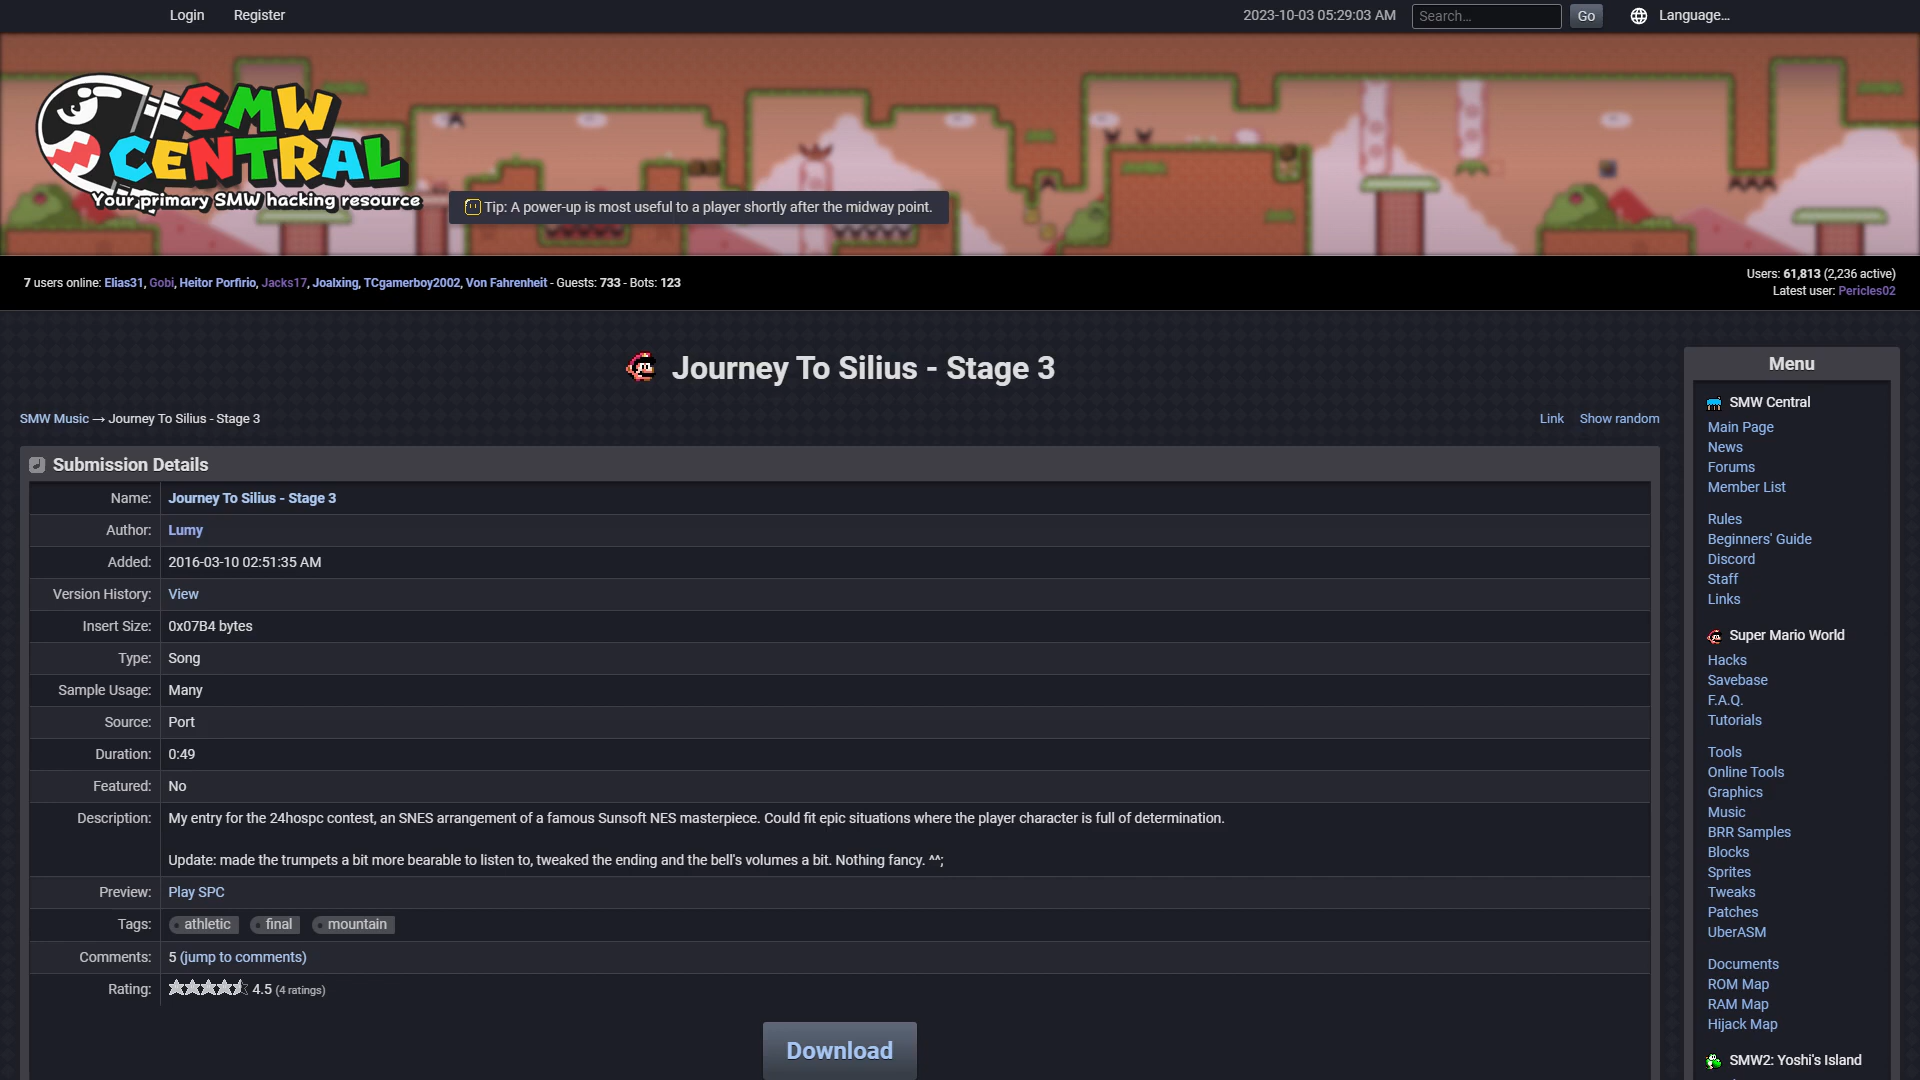 Login
Register
2023-10-03 05:29:03 AM
Search...
Go
Language...
SMW
CENTRAL
Your primary SMW hacking resource
Tip: A power-up is most useful to a player shortly after the midway point.
7 users online: Elias31, Gobi, Heitor Porfirio, Jacks17, Joalxing, TCgamerboy2002, Von Fahrenheit - Guests: 733 - Bots: 123
Users: 61,813 (2,236 active)
Latest user: Pericles02
Journey To Silius - Stage 3
SMW Music → Journey To Silius - Stage 3
Link
Show random
Submission Details
Name: Journey To Silius - Stage 3
Author: Lumy
Added: 2016-03-10 02:51:35 AM
Version History: View
Insert Size: 0x07B4 bytes
Type: Song
Sample Usage: Many
Source: Port
Duration: 0:49
Featured: No
Description: My entry for the 24hospc contest, an SNES arrangement of a famous Sunsoft NES masterpiece. Could fit epic situations where the player character is full of determination.
Update: made the trumpets a bit more bearable to listen to, tweaked the ending and the bell's volumes a bit. Nothing fancy. ^^;
Preview: Play SPC
Tags: athletic final mountain
Comments: 5 (jump to comments)
Rating: 4.5 (4 ratings)
Download
Menu
SMW Central
Main Page
News
Forums
Member List
Rules
Beginners' Guide
Discord
Staff
Links
Super Mario World
Hacks
Savebase
F.A.Q.
Tutorials
Tools
Online Tools
Graphics
Music
BRR Samples
Blocks
Sprites
Tweaks
Patches
UberASM
Documents
ROM Map
RAM Map
Hijack Map
SMW2: Yoshi's Island